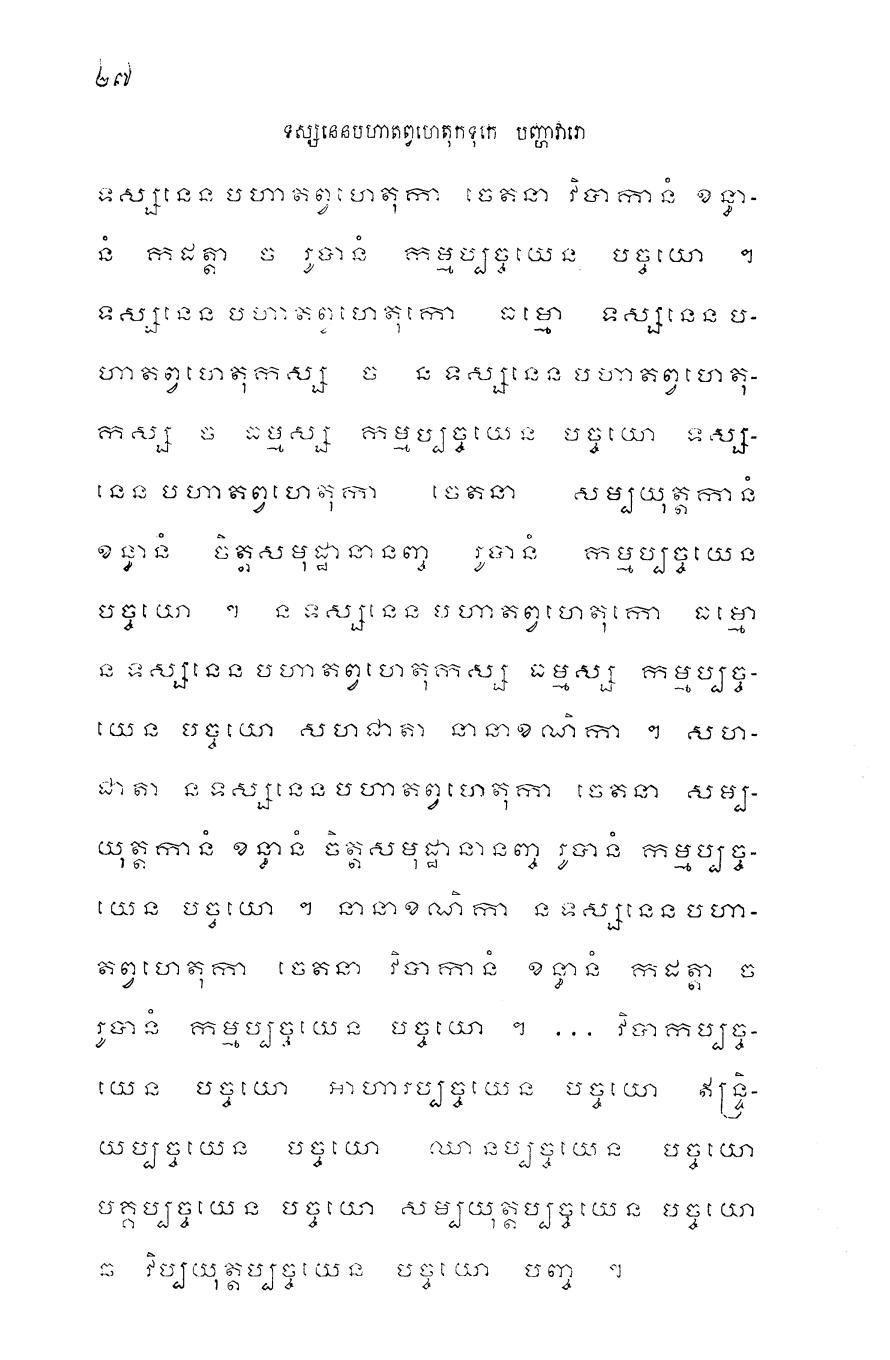 ២៧
ទស្សនេនបហាតព្វហេតុកទុកេ បញ្ហាវារោ
ទស្សនេនបហាតព្វហេតុកា ចេតនា វិបាកានំ ខន្ធា-
នំ កដត្តា ច រូបានំ កម្មប្បច្ចយេន បច្ចយោ ។
ទស្សនេនបហាតព្វហេតុកោ ធម្មោ ទស្សនេនប-
ហាតព្វហេតុកស្ស ច ន ទស្សនេនបហាតព្វហេតុ-
កស្ស ច ធម្មស្ស កម្មប្បច្ចយេន បច្ចយោ ទស្ស-
នេនបហាតព្វហេតុកា ចេតនា សម្បយុត្តកានំ
ខន្ធានំ ចិត្តសមុដ្ឋានានញ្ច រូបានំ កម្មប្បច្ចយេន
បច្ចយោ ។ ន ទស្សនេនបហាតព្វហេតុកោ ធម្មោ
ន ទស្សនេនបហាតព្វហេតុកស្ស ធម្មស្ស កម្មប្បច្ច-
យេន បច្ចយោ សហជាតា នានាខណិកា ។ សហ-
ជាតា ន ទស្សនេនបហាតព្វហេតុកា ចេតនា សម្ប-
យុត្តកានំ ខន្ធានំ ចិត្តសមុដ្ឋានានញ្ច រូបានំ កម្មប្បច្ច-
យេន បច្ចយោ ។ នានាខណិកា ន ទស្សនេនបហា-
តព្វហេតុកា ចេតនា វិបាកានំ ខន្ធានំ កដត្តា ច
រូបានំ កម្មប្បច្ចយេន បច្ចយោ ។ ... វិបាកប្បច្ច-
យេន បច្ចយោ អាហារប្បច្ចយេន បច្ចយោ ឥន្ទ្រិ-
យប្បច្ចយេន បច្ចយោ ឈានប្បច្ចយេន បច្ចយោ
មគ្គប្បច្ចយេន បច្ចយោ សម្បយុត្តប្បច្ចយេន បច្ចយោ
ន វិប្បយុត្តប្បច្ចយេន បច្ចយោ បញ្ច ។